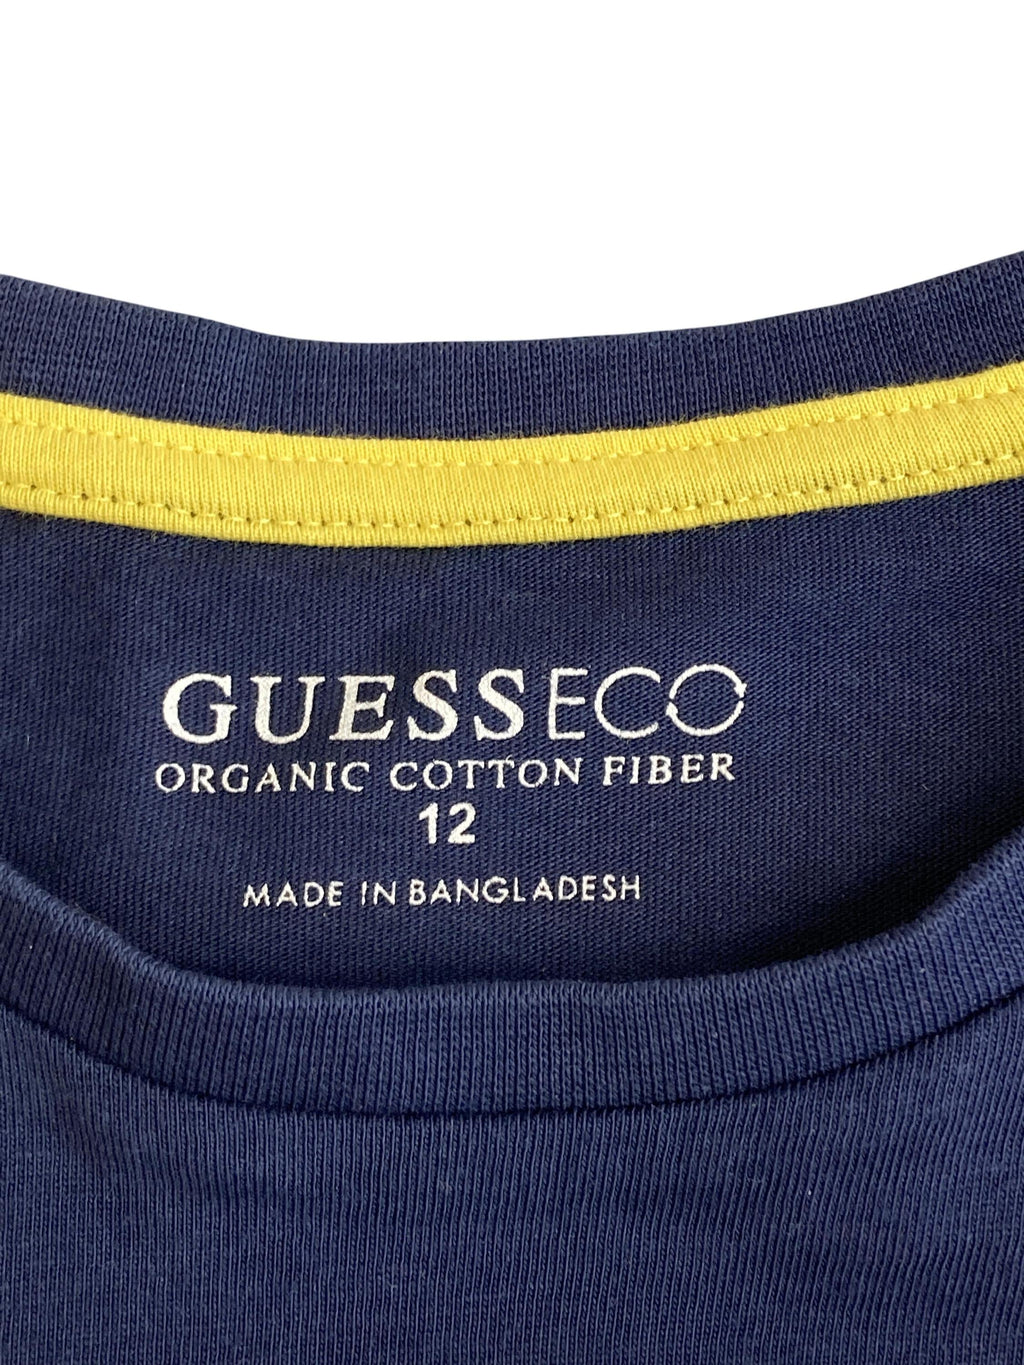 GUESSECO
ORGANIC COTTON FIBER
12
MADE IN BANGLADESH